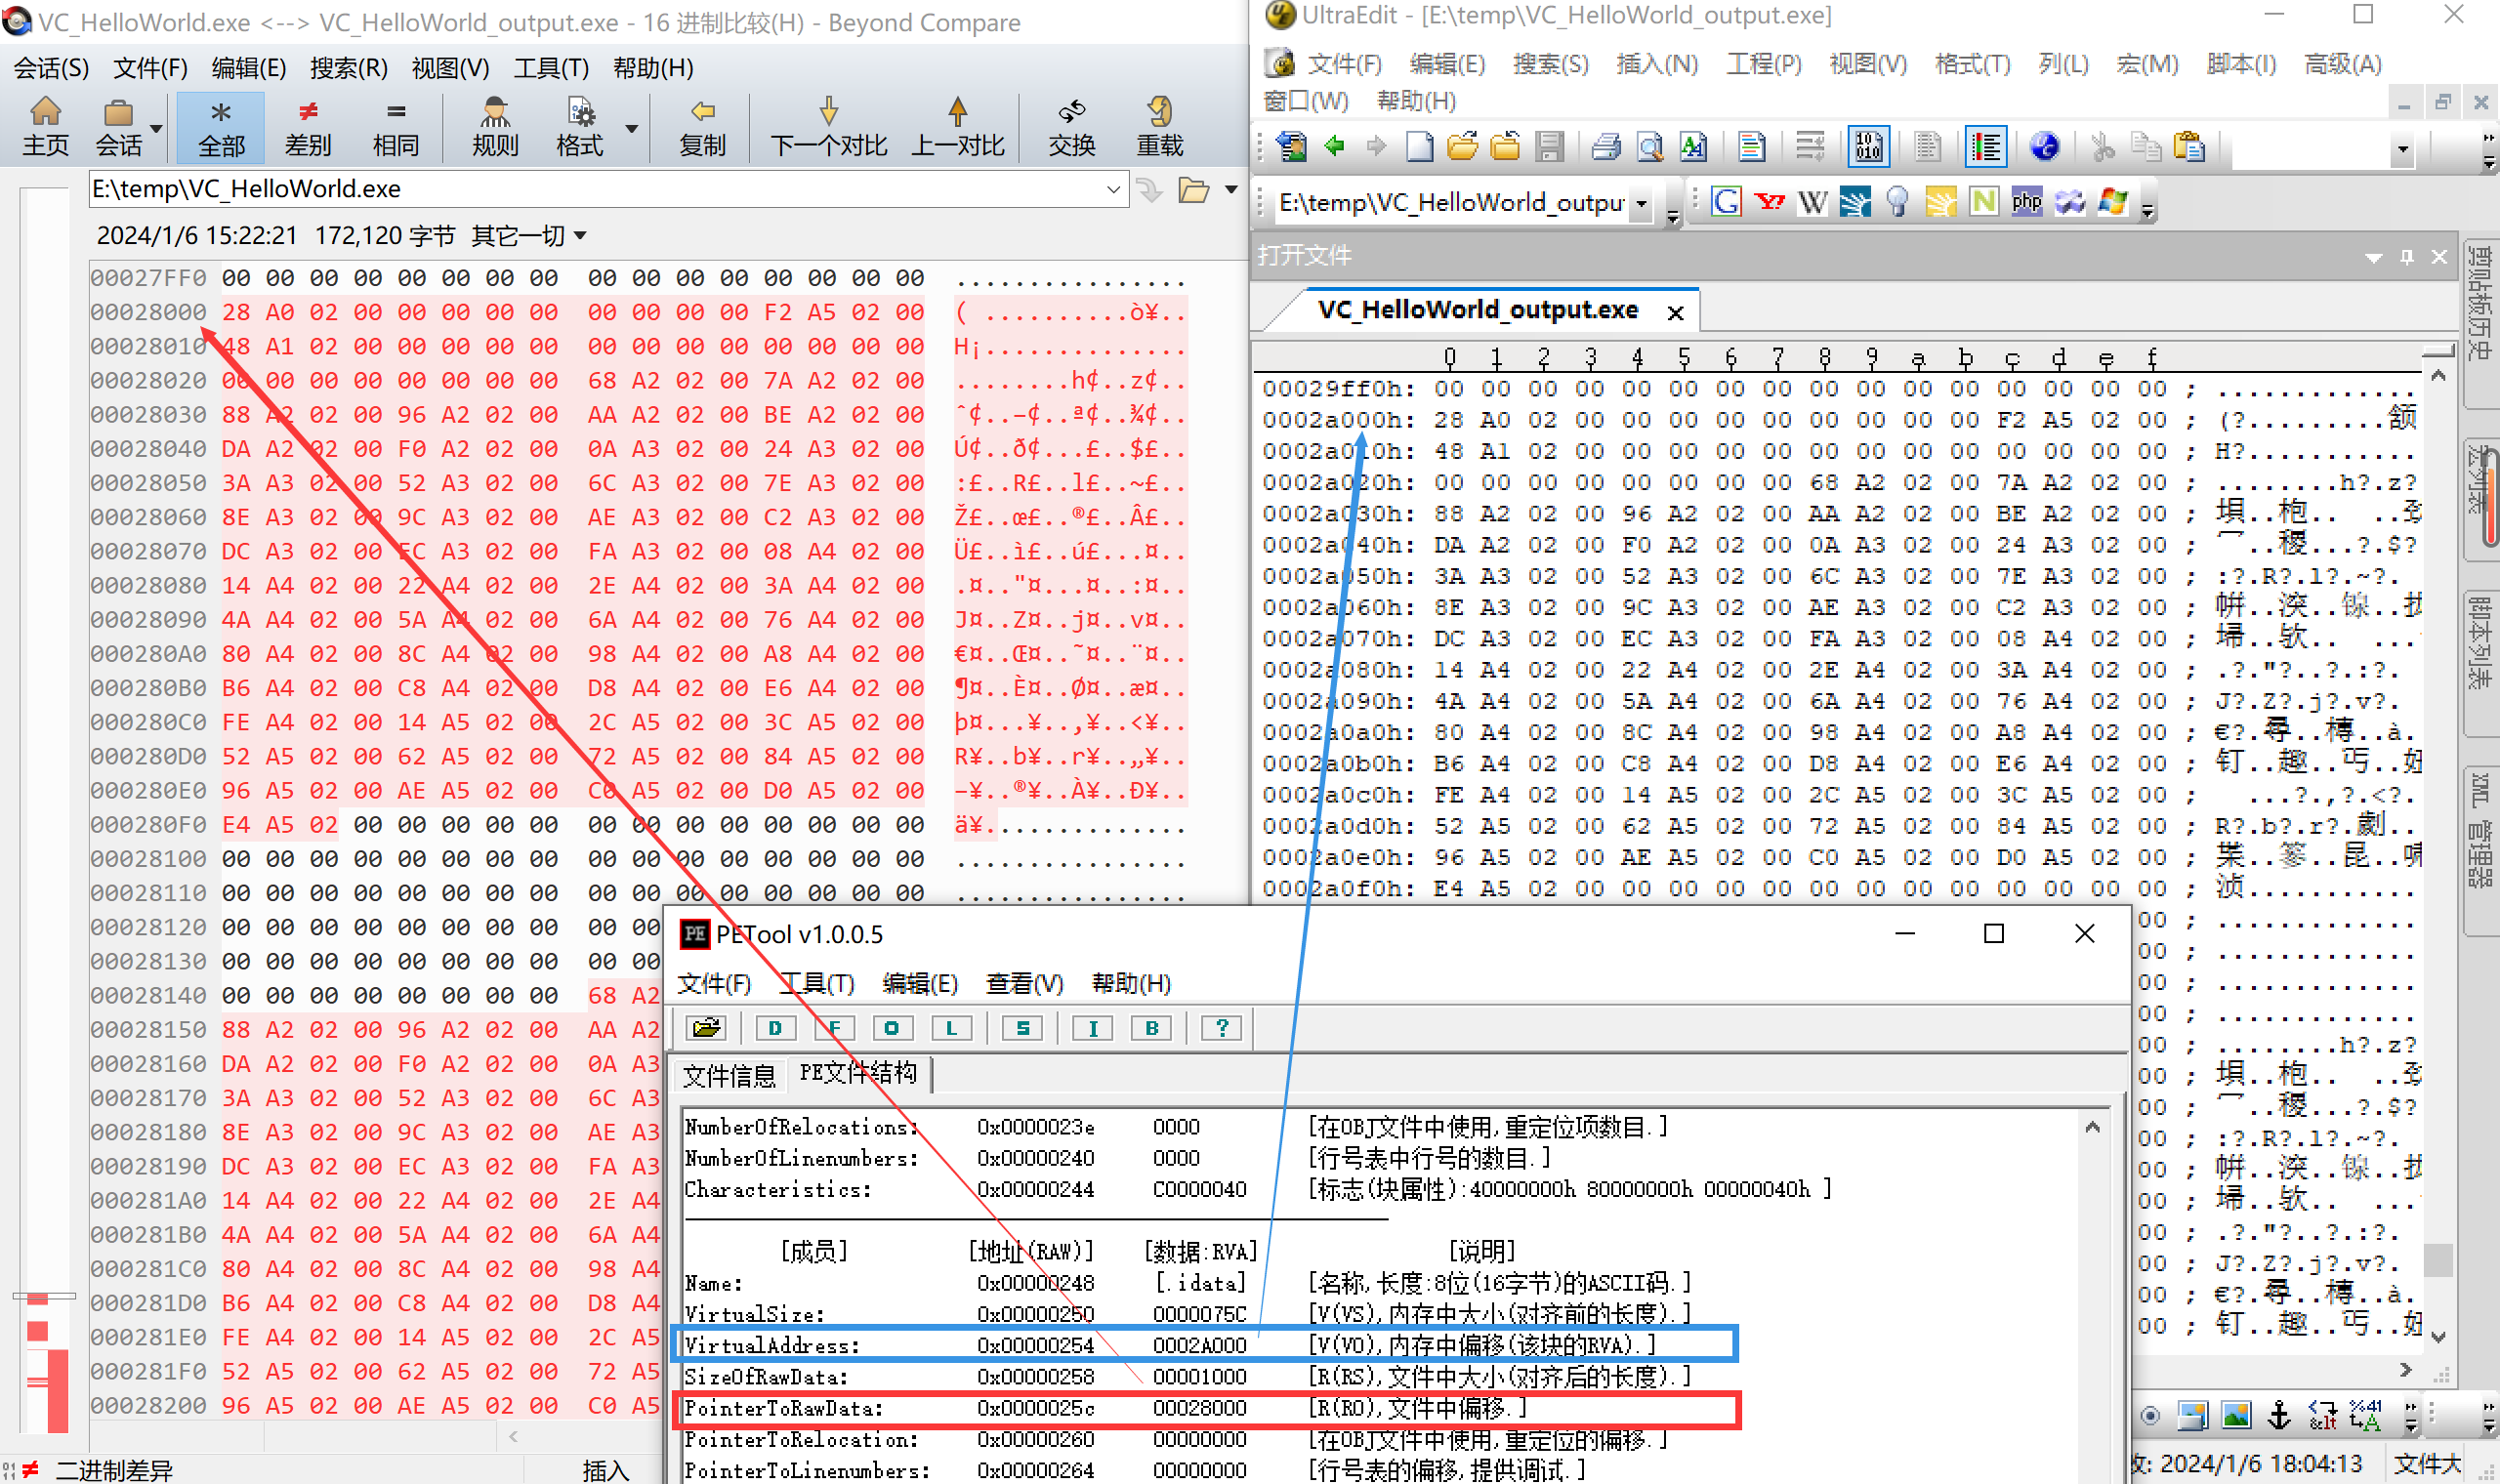 VC_HelloWorld.exe <--> VC_HelloWorld_output.exe - 16 进制比较(H) - Beyond Compare
会话(S) 文件(F) 编辑(E) 搜索(R) 视图(V) 工具(T) 帮助(H)
主页 会话 * 全部 ≠ 差别 = 相同 规则 格式 复制 下一个对比 上一对比 交换 重载
E:\temp\VC_HelloWorld.exe
2024/1/6 15:22:21 172,120 字节 其它一切
00027FF0 00 00 00 00 00 00 00 00 00 00 00 00 00 00 00 00 ................
00028000 28 A0 02 00 00 00 00 00 00 00 00 00 F2 A5 02 00 ( ..........ò¥..
00028010 48 A1 02 00 00 00 00 00 00 00 00 00 00 00 00 00 H¡..............
00028020 00 00 00 00 00 00 00 00 68 A2 02 00 7A A2 02 00 ........h¢..z¢..
00028030 88 A2 02 00 96 A2 02 00 AA A2 02 00 BE A2 02 00 ˆ¢..–¢..ª¢..¾¢..
00028040 DA A2 02 00 F0 A2 02 00 0A A3 02 00 24 A3 02 00 Ú¢..ð¢...£..$£..
00028050 3A A3 02 00 52 A3 02 00 6C A3 02 00 7E A3 02 00 :£..R£..l£..~£..
00028060 8E A3 02 00 9C A3 02 00 AE A3 02 00 C2 A3 02 00 Ž£..œ£..®£..Â£..
00028070 DC A3 02 00 EC A3 02 00 FA A3 02 00 08 A4 02 00 Ü£..ì£..ú£...¤..
00028080 14 A4 02 00 22 A4 02 00 2E A4 02 00 3A A4 02 00 .¤.."¤...¤..:¤..
00028090 4A A4 02 00 5A A4 02 00 6A A4 02 00 76 A4 02 00 J¤..Z¤..j¤..v¤..
000280A0 80 A4 02 00 8C A4 02 00 98 A4 02 00 A8 A4 02 00 €¤..Œ¤..˜¤..¨¤..
000280B0 B6 A4 02 00 C8 A4 02 00 D8 A4 02 00 E6 A4 02 00 ¶¤..È¤..Ø¤..æ¤..
000280C0 FE A4 02 00 14 A5 02 00 2C A5 02 00 3C A5 02 00 þ¤...¥..,¥..<¥..
000280D0 52 A5 02 00 62 A5 02 00 72 A5 02 00 84 A5 02 00 R¥..b¥..r¥..„¥..
000280E0 96 A5 02 00 AE A5 02 00 C0 A5 02 00 D0 A5 02 00 –¥..®¥..À¥..Ð¥..
000280F0 E4 A5 02 00 00 00 00 00 00 00 00 00 00 00 00 00 ä¥..............
00028100 00 00 00 00 00 00 00 00 00 00 00 00 00 00 00 00 ................
00028110 00 00 00 00 00 00 00 00 00 00 00 00 00 00 00 00 ................
00028120 00 00 00 00 00 00 00 00 00 00
00028130 00 00 00 00 00 00 00 00 00 00
00028140 00 00 00 00 00 00 00 00 68 A2
00028150 88 A2 02 00 96 A2 02 00 AA A2
00028160 DA A2 02 00 F0 A2 02 00 0A A3
00028170 3A A3 02 00 52 A3 02 00 6C A3
00028180 8E A3 02 00 9C A3 02 00 AE A3
00028190 DC A3 02 00 EC A3 02 00 FA A3
000281A0 14 A4 02 00 22 A4 02 00 2E A4
000281B0 4A A4 02 00 5A A4 02 00 6A A4
000281C0 80 A4 02 00 8C A4 02 00 98 A4
000281D0 B6 A4 02 00 C8 A4 02 00 D8 A4
000281E0 FE A4 02 00 14 A5 02 00 2C A5
000281F0 52 A5 02 00 62 A5 02 00 72 A5
00028200 96 A5 02 00 AE A5 02 00 C0 A5
≠ 二进制差异 插入
UltraEdit - [E:\temp\VC_HelloWorld_output.exe]
文件(F) 编辑(E) 搜索(S) 插入(N) 工程(P) 视图(V) 格式(T) 列(L) 宏(M) 脚本(I) 高级(A)
窗口(W) 帮助(H)
E:\temp\VC_HelloWorld_outpu
打开文件
VC_HelloWorld_output.exe
0 1 2 3 4 5 6 7 8 9 a b c d e f
00029ff0h: 00 00 00 00 00 00 00 00 00 00 00 00 00 00 00 00 ; .............
0002a000h: 28 A0 02 00 00 00 00 00 00 00 00 00 F2 A5 02 00 ; (?.........颔
0002a010h: 48 A1 02 00 00 00 00 00 00 00 00 00 00 00 00 00 ; H?...........
0002a020h: 00 00 00 00 00 00 00 00 68 A2 02 00 7A A2 02 00 ; ........h?.z?
0002a030h: 88 A2 02 00 96 A2 02 00 AA A2 02 00 BE A2 02 00 ;
0002a040h: DA A2 02 00 F0 A2 02 00 0A A3 02 00 24 A3 02 00 ; ...?.$?
0002a050h: 3A A3 02 00 52 A3 02 00 6C A3 02 00 7E A3 02 00 ; :?.R?.l?.~?.
0002a060h: 8E A3 02 00 9C A3 02 00 AE A3 02 00 C2 A3 02 00 ;
0002a070h: DC A3 02 00 EC A3 02 00 FA A3 02 00 08 A4 02 00 ;
0002a080h: 14 A4 02 00 22 A4 02 00 2E A4 02 00 3A A4 02 00 ; .?."?..?.:?.
0002a090h: 4A A4 02 00 5A A4 02 00 6A A4 02 00 76 A4 02 00 ; J?.Z?.j?.v?.
0002a0a0h: 80 A4 02 00 8C A4 02 00 98 A4 02 00 A8 A4 02 00 ; €?.尋..槫..à.
0002a0b0h: B6 A4 02 00 C8 A4 02 00 D8 A4 02 00 E6 A4 02 00 ; 钉..趣..丐..
0002a0c0h: FE A4 02 00 14 A5 02 00 2C A5 02 00 3C A5 02 00 ; ...?.,?.<?.
0002a0d0h: 52 A5 02 00 62 A5 02 00 72 A5 02 00 84 A5 02 00 ; R?.b?.r?.劇..
0002a0e0h: 96 A5 02 00 AE A5 02 00 C0 A5 02 00 D0 A5 02 00 ;
0002a0f0h: E4 A5 02 00 00 00 00 00 00 00 00 00 00 00 00 00 ; 浈...........
剪贴板历史
脚本列表
XML 管理器
PETool v1.0.0.5
文件(F) 工具(T) 编辑(E) 查看(V) 帮助(H)
D F O L S I B ?
文件信息 PE文件结构
NumberOfRelocations: 0x0000023e 0000 [在OBJ文件中使用,重定位项数目.]
NumberOfLinenumbers: 0x00000240 0000 [行号表中行号的数目.]
Characteristics: 0x00000244 C0000040 [标志(块属性):40000000h 80000000h 00000040h ]
[成员] [地址(RAW)] [数据:RVA] [说明]
Name: 0x00000248 [.idata] [名称,长度:8位(16字节)的ASCII码.]
VirtualSize: 0x00000250 0000075C [V(VS),内存中大小(对齐前的长度).]
VirtualAddress: 0x00000254 0002A000 [V(VO),内存中偏移(该块的RVA).]
SizeOfRawData: 0x00000258 00001000 [R(RS),文件中大小(对齐后的长度).]
PointerToRawData: 0x0000025c 00028000 [R(RO),文件中偏移.]
PointerToRelocation: 0x00000260 00000000 [在OBJ文件中使用,重定位的偏移.]
PointerToLinenumbers: 0x00000264 00000000 [行号表的偏移,提供调试.]
2024/1/6 18:04:13 文件大